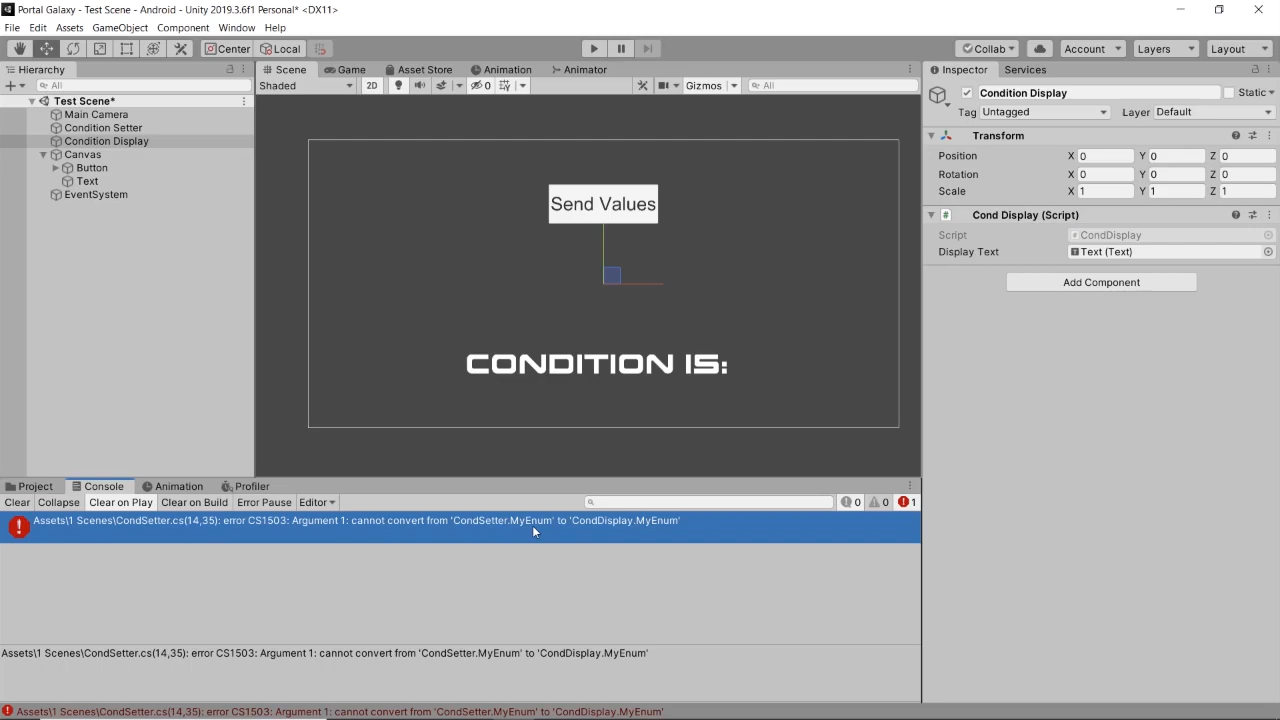 Portal Galaxy - Test Scene - Android - Unity 2019.3.6f1 Personal* <DX11>
File Edit Assets GameObject Component Window Help
Center Local Collab Account Layers Layout
Hierarchy
All
Test Scene*
Main Camera
Condition Setter
Condition Display
Canvas
Button
Text
EventSystem
Scene Game Asset Store Animation Animator
Shaded 2D 0 Gizmos All
Send Values
CONDITION IS:
Inspector Services
Condition Display Static
Tag Untagged Layer Default
Transform
Position X 0 Y 0 Z 0
Rotation X 0 Y 0 Z 0
Scale X 1 Y 1 Z 1
# Cond Display (Script)
Script # CondDisplay
Display Text Text (Text)
Add Component
Project Console Animation Profiler
Clear Collapse Clear on Play Clear on Build Error Pause Editor 0 0 1
Assets\1 Scenes\CondSetter.cs(14,35): error CS1503: Argument 1: cannot convert from 'CondSetter.MyEnum' to 'CondDisplay.MyEnum'
Assets\1 Scenes\CondSetter.cs(14,35): error CS1503: Argument 1: cannot convert from 'CondSetter.MyEnum' to 'CondDisplay.MyEnum'
Assets\1 Scenes\CondSetter.cs(14,35): error CS1503: Argument 1: cannot convert from 'CondSetter.MyEnum' to 'CondDisplay.MyEnum'